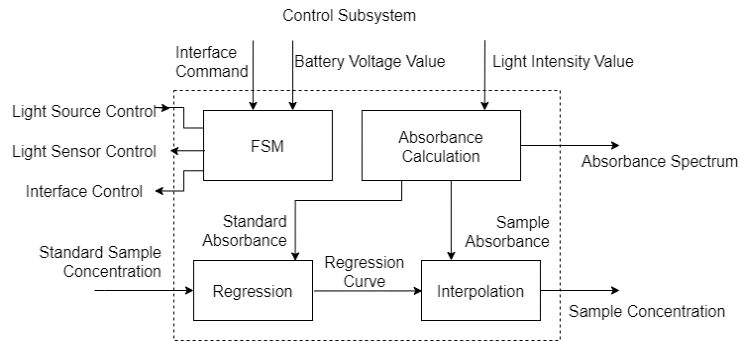 Control Subsystem
Interface
Command
Battery Voltage Value
Light Intensity Value
Light Source Control
FSM
Absorbance
Calculation
Light Sensor Control
Absorbance Spectrum
Interface Control
Standard
Absorbance
Sample
Absorbance
Standard Sample
Concentration
Regression
Regression
Curve
Interpolation
Sample Concentration